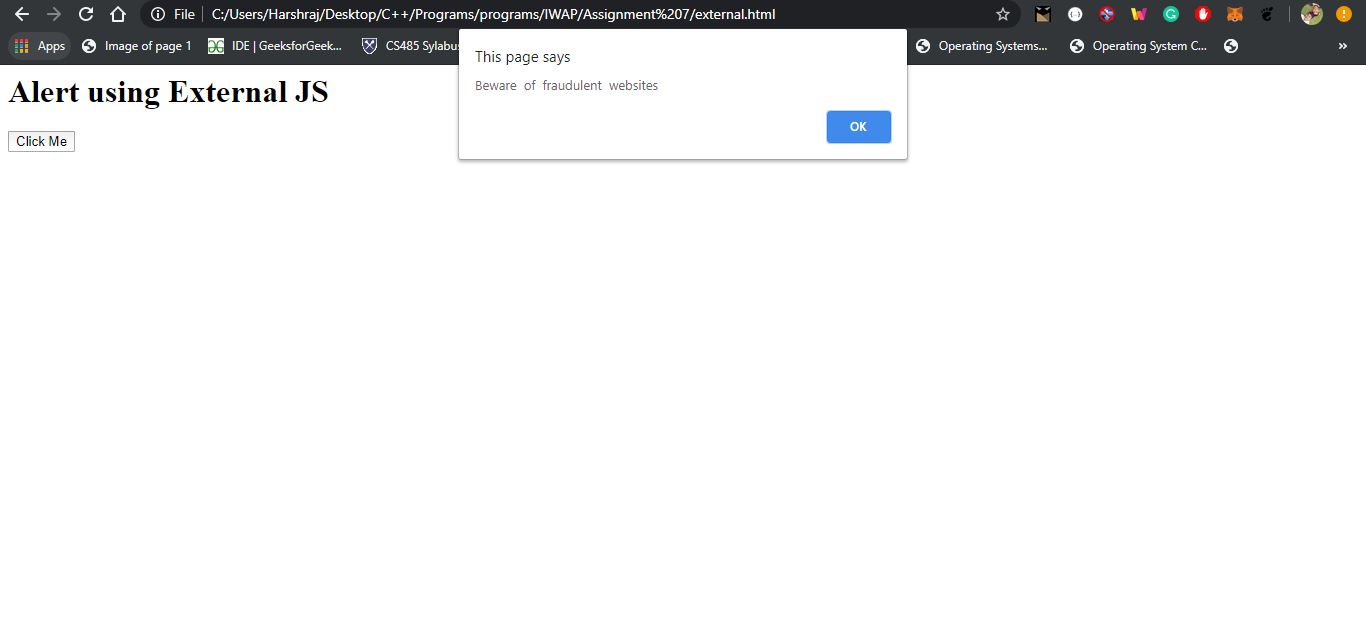 File C:/Users/Harshraj/Desktop/C++/Programs/programs/IWAP/Assignment%207/external.html
Apps Image of page 1 IDE | GeeksforGeek... CS485 Sylabus Operating Systems... Operating System C... »
This page says
Beware of fraudulent websites
OK
Alert using External JS
Click Me